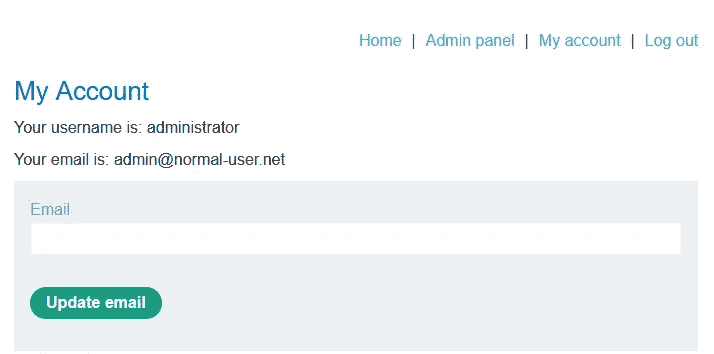 Home | Admin panel | My account | Log out
My Account
Your username is: administrator
Your email is: admin@normal-user.net
Email
Update email